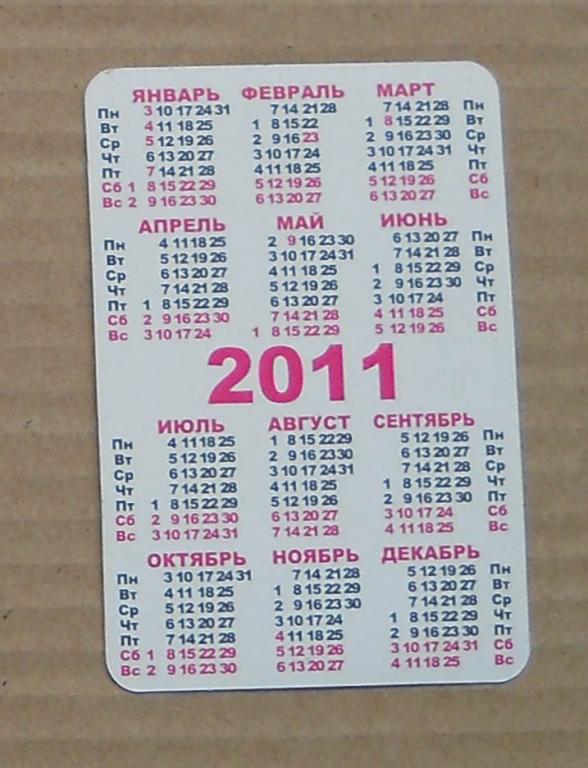 ЯНВАРЬ ФЕВРАЛЬ МАРТ
Пн 3 10 17 24 31 7 14 21 28 7 14 21 28 Пн
Вт 4 11 18 25 1 8 15 22 1 8 15 22 29 Вт
Ср 5 12 19 26 2 9 16 23 2 9 16 23 30 Ср
Чт 6 13 20 27 3 10 17 24 3 10 17 24 31 Чт
Пт 7 14 21 28 4 11 18 25 4 11 18 25 Пт
Сб 1 8 15 22 29 5 12 19 26 5 12 19 26 Сб
Вс 2 9 16 23 30 6 13 20 27 6 13 20 27 Вс
АПРЕЛЬ МАЙ ИЮНЬ
Пн 4 11 18 25 2 9 16 23 30 6 13 20 27 Пн
Вт 5 12 19 26 3 10 17 24 31 7 14 21 28 Вт
Ср 6 13 20 27 4 11 18 25 1 8 15 22 29 Ср
Чт 7 14 21 28 5 12 19 26 2 9 16 23 30 Чт
Пт 1 8 15 22 29 6 13 20 27 3 10 17 24 Пт
Сб 2 9 16 23 30 7 14 21 28 4 11 18 25 Сб
Вс 3 10 17 24 1 8 15 22 29 5 12 19 26 Вс
2011
ИЮЛЬ АВГУСТ СЕНТЯБРЬ
Пн 4 11 18 25 1 8 15 22 29 5 12 19 26 Пн
Вт 5 12 19 26 2 9 16 23 30 6 13 20 27 Вт
Ср 6 13 20 27 3 10 17 24 31 7 14 21 28 Ср
Чт 7 14 21 28 4 11 18 25 1 8 15 22 29 Чт
Пт 1 8 15 22 29 5 12 19 26 2 9 16 23 30 Пт
Сб 2 9 16 23 30 6 13 20 27 3 10 17 24 Сб
Вс 3 10 17 24 31 7 14 21 28 4 11 18 25 Вс
ОКТЯБРЬ НОЯБРЬ ДЕКАБРЬ
Пн 3 10 17 24 31 7 14 21 28 5 12 19 26 Пн
Вт 4 11 18 25 1 8 15 22 29 6 13 20 27 Вт
Ср 5 12 19 26 2 9 16 23 30 7 14 21 28 Ср
Чт 6 13 20 27 3 10 17 24 1 8 15 22 29 Чт
Пт 7 14 21 28 4 11 18 25 2 9 16 23 30 Пт
Сб 1 8 15 22 29 5 12 19 26 3 10 17 24 31 Сб
Вс 2 9 16 23 30 6 13 20 27 4 11 18 25 Вс